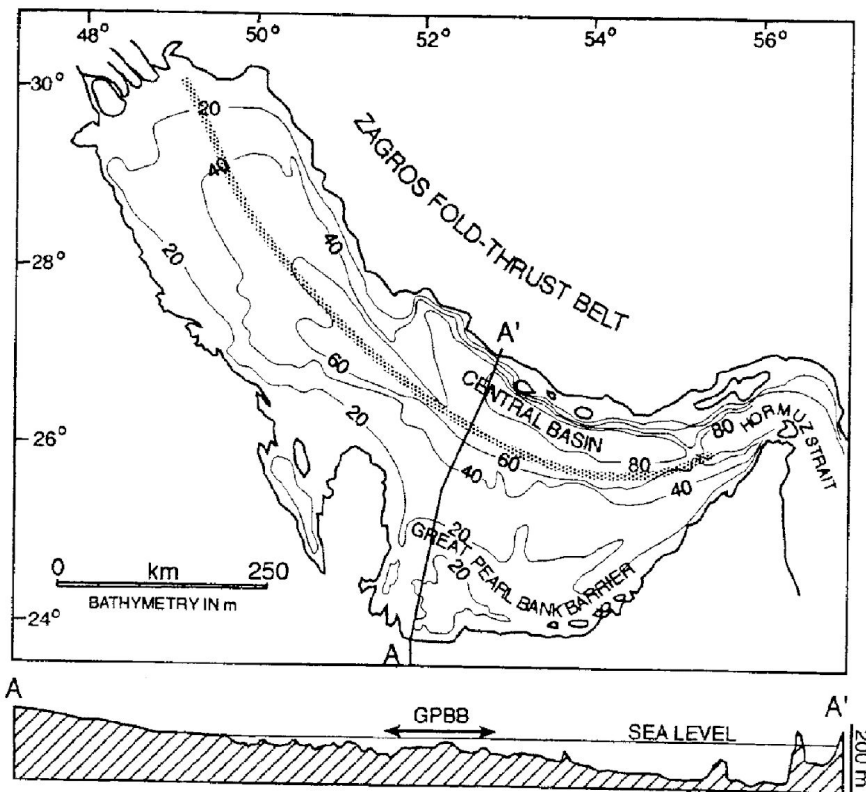 48° 50° 52° 54° 56°
30°
28°
26°
24°
20
40
40
20
60
20
ZAGROS FOLD-THRUST BELT
A'
CENTRAL BASIN
80
80
HORMUZ STRAIT
60
40
40
20
GREAT PEARL BANK BARRIER
20
0 km 250
BATHYMETRY IN m
A
A GPBB SEA LEVEL A'
200 m